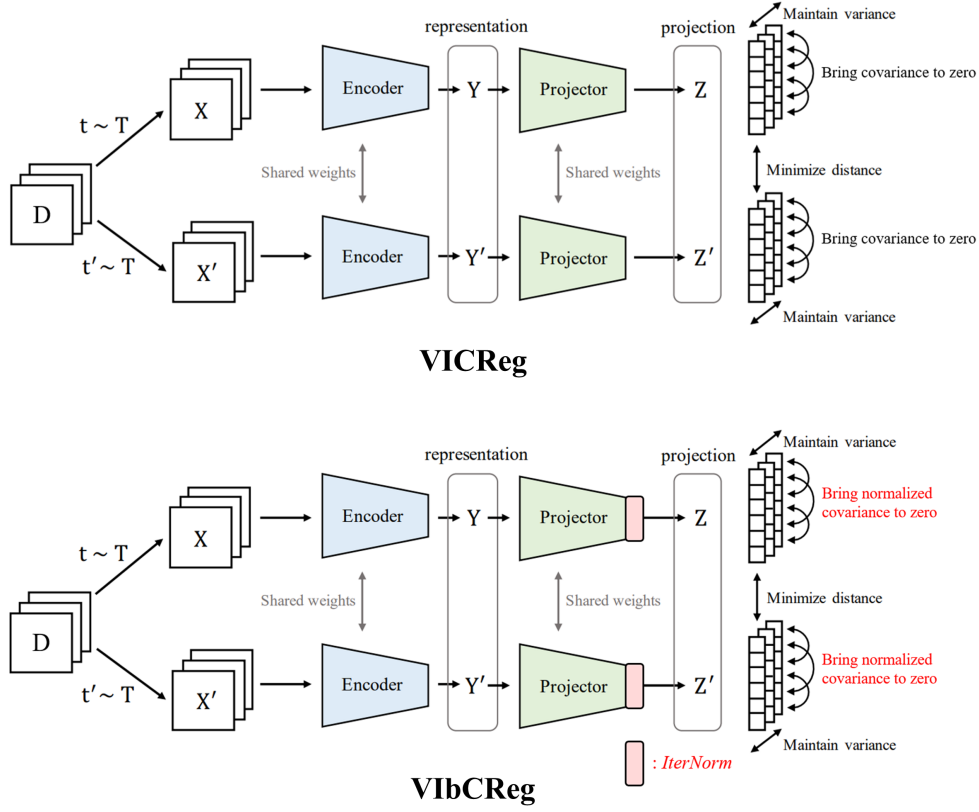 representation
projection
Maintain variance
t ~ T
X
Encoder
Y
Projector
Z
Bring covariance to zero
D
Shared weights
Shared weights
Minimize distance
t′ ~ T
X′
Encoder
Y′
Projector
Z′
Bring covariance to zero
Maintain variance
VICReg
representation
projection
Maintain variance
t ~ T
X
Encoder
Y
Projector
Z
Bring normalized
covariance to zero
D
Shared weights
Shared weights
Minimize distance
t′ ~ T
X′
Encoder
Y′
Projector
Z′
Bring normalized
covariance to zero
Maintain variance
: IterNorm
VIbCReg